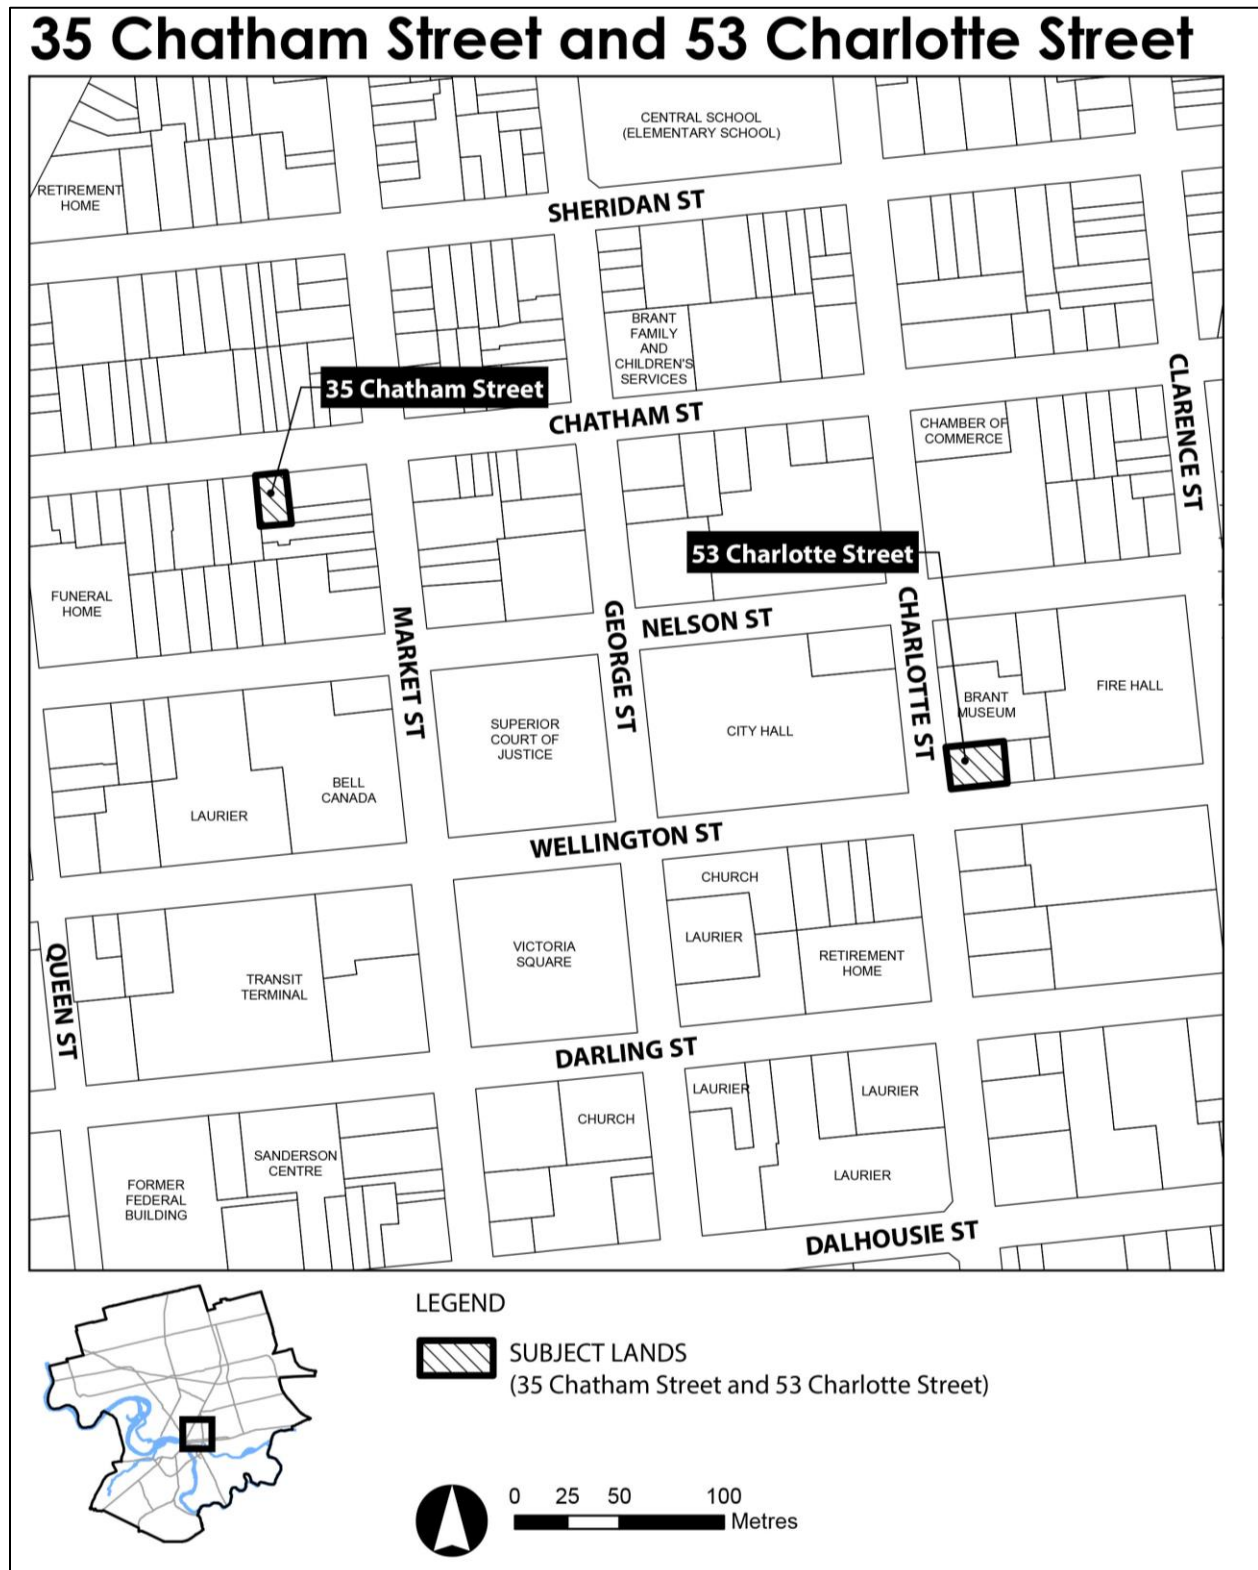 35 Chatham Street and 53 Charlotte Street
CENTRAL SCHOOL
(ELEMENTARY SCHOOL)
RETIREMENT
HOME
SHERIDAN ST
BRANT
FAMILY
AND
CHILDREN'S
SERVICES
35 Chatham Street
CHATHAM ST
CLARENCE ST
CHAMBER OF
COMMERCE
53 Charlotte Street
FUNERAL
HOME
MARKET ST
GEORGE ST
NELSON ST
CHARLOTTE ST
SUPERIOR
COURT OF
JUSTICE
CITY HALL
BRANT
MUSEUM
FIRE HALL
BELL
CANADA
LAURIER
WELLINGTON ST
CHURCH
LAURIER
RETIREMENT
HOME
VICTORIA
SQUARE
QUEEN ST
TRANSIT
TERMINAL
DARLING ST
LAURIER
LAURIER
CHURCH
SANDERSON
CENTRE
FORMER
FEDERAL
BUILDING
LAURIER
DALHOUSIE ST
LEGEND
SUBJECT LANDS
(35 Chatham Street and 53 Charlotte Street)
0 25 50 100
Metres